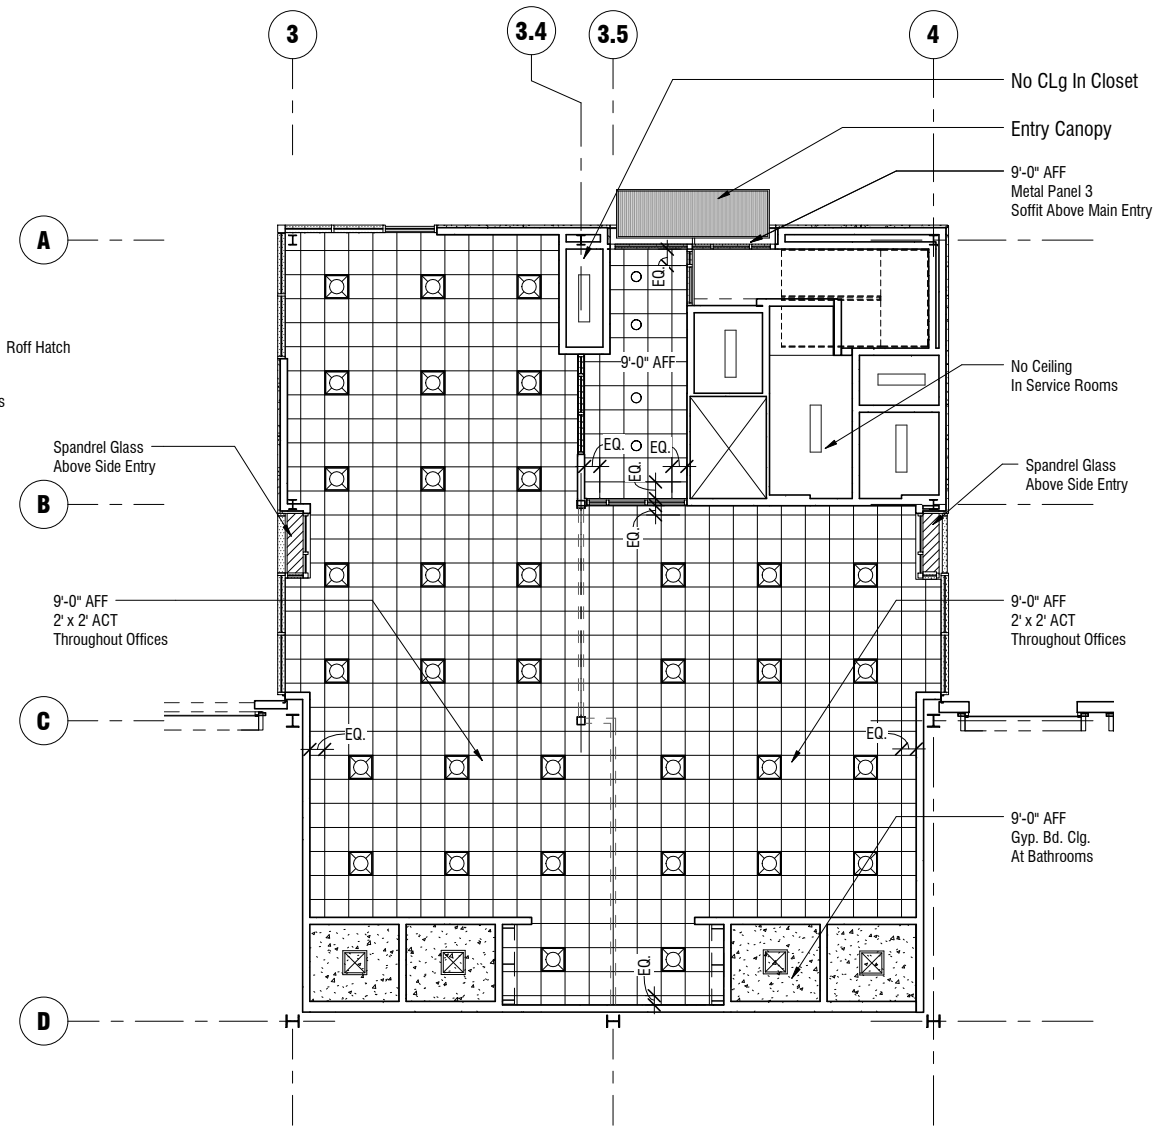 3
3.4
3.5
4
No CLg In Closet
Entry Canopy
9'-0" AFF
Metal Panel 3
Soffit Above Main Entry
A
EQ.
Roff Hatch
9'-0" AFF
No Ceiling
In Service Rooms
s
Spandrel Glass
Above Side Entry
EQ.
EQ.
EQ.
Spandrel Glass
Above Side Entry
B
EQ.
9'-0" AFF
2' x 2' ACT
Throughout Offices
9'-0" AFF
2' x 2' ACT
Throughout Offices
C
EQ.
EQ.
9'-0" AFF
Gyp. Bd. Clg.
At Bathrooms
EQ.
D